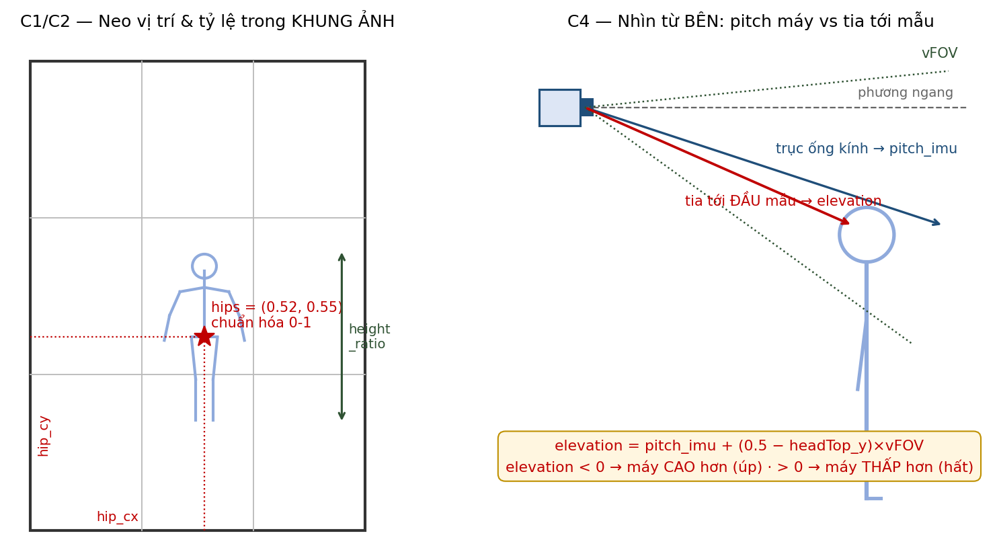 C1/C2 — Neo vị trí & tỷ lệ trong KHUNG ẢNH
hips = (0.52, 0.55)
chuẩn hóa 0-1
height
_ratio
hip_cy
hip_cx
C4 — Nhìn từ BÊN: pitch máy vs tia tới mẫu
vFOV
phương ngang
trục ống kính → pitch_imu
tia tới ĐẦU mẫu → elevation
elevation = pitch_imu + (0.5 − headTop_y)×vFOV
elevation < 0 → máy CAO hơn (úp) · > 0 → máy THẤP hơn (hất)